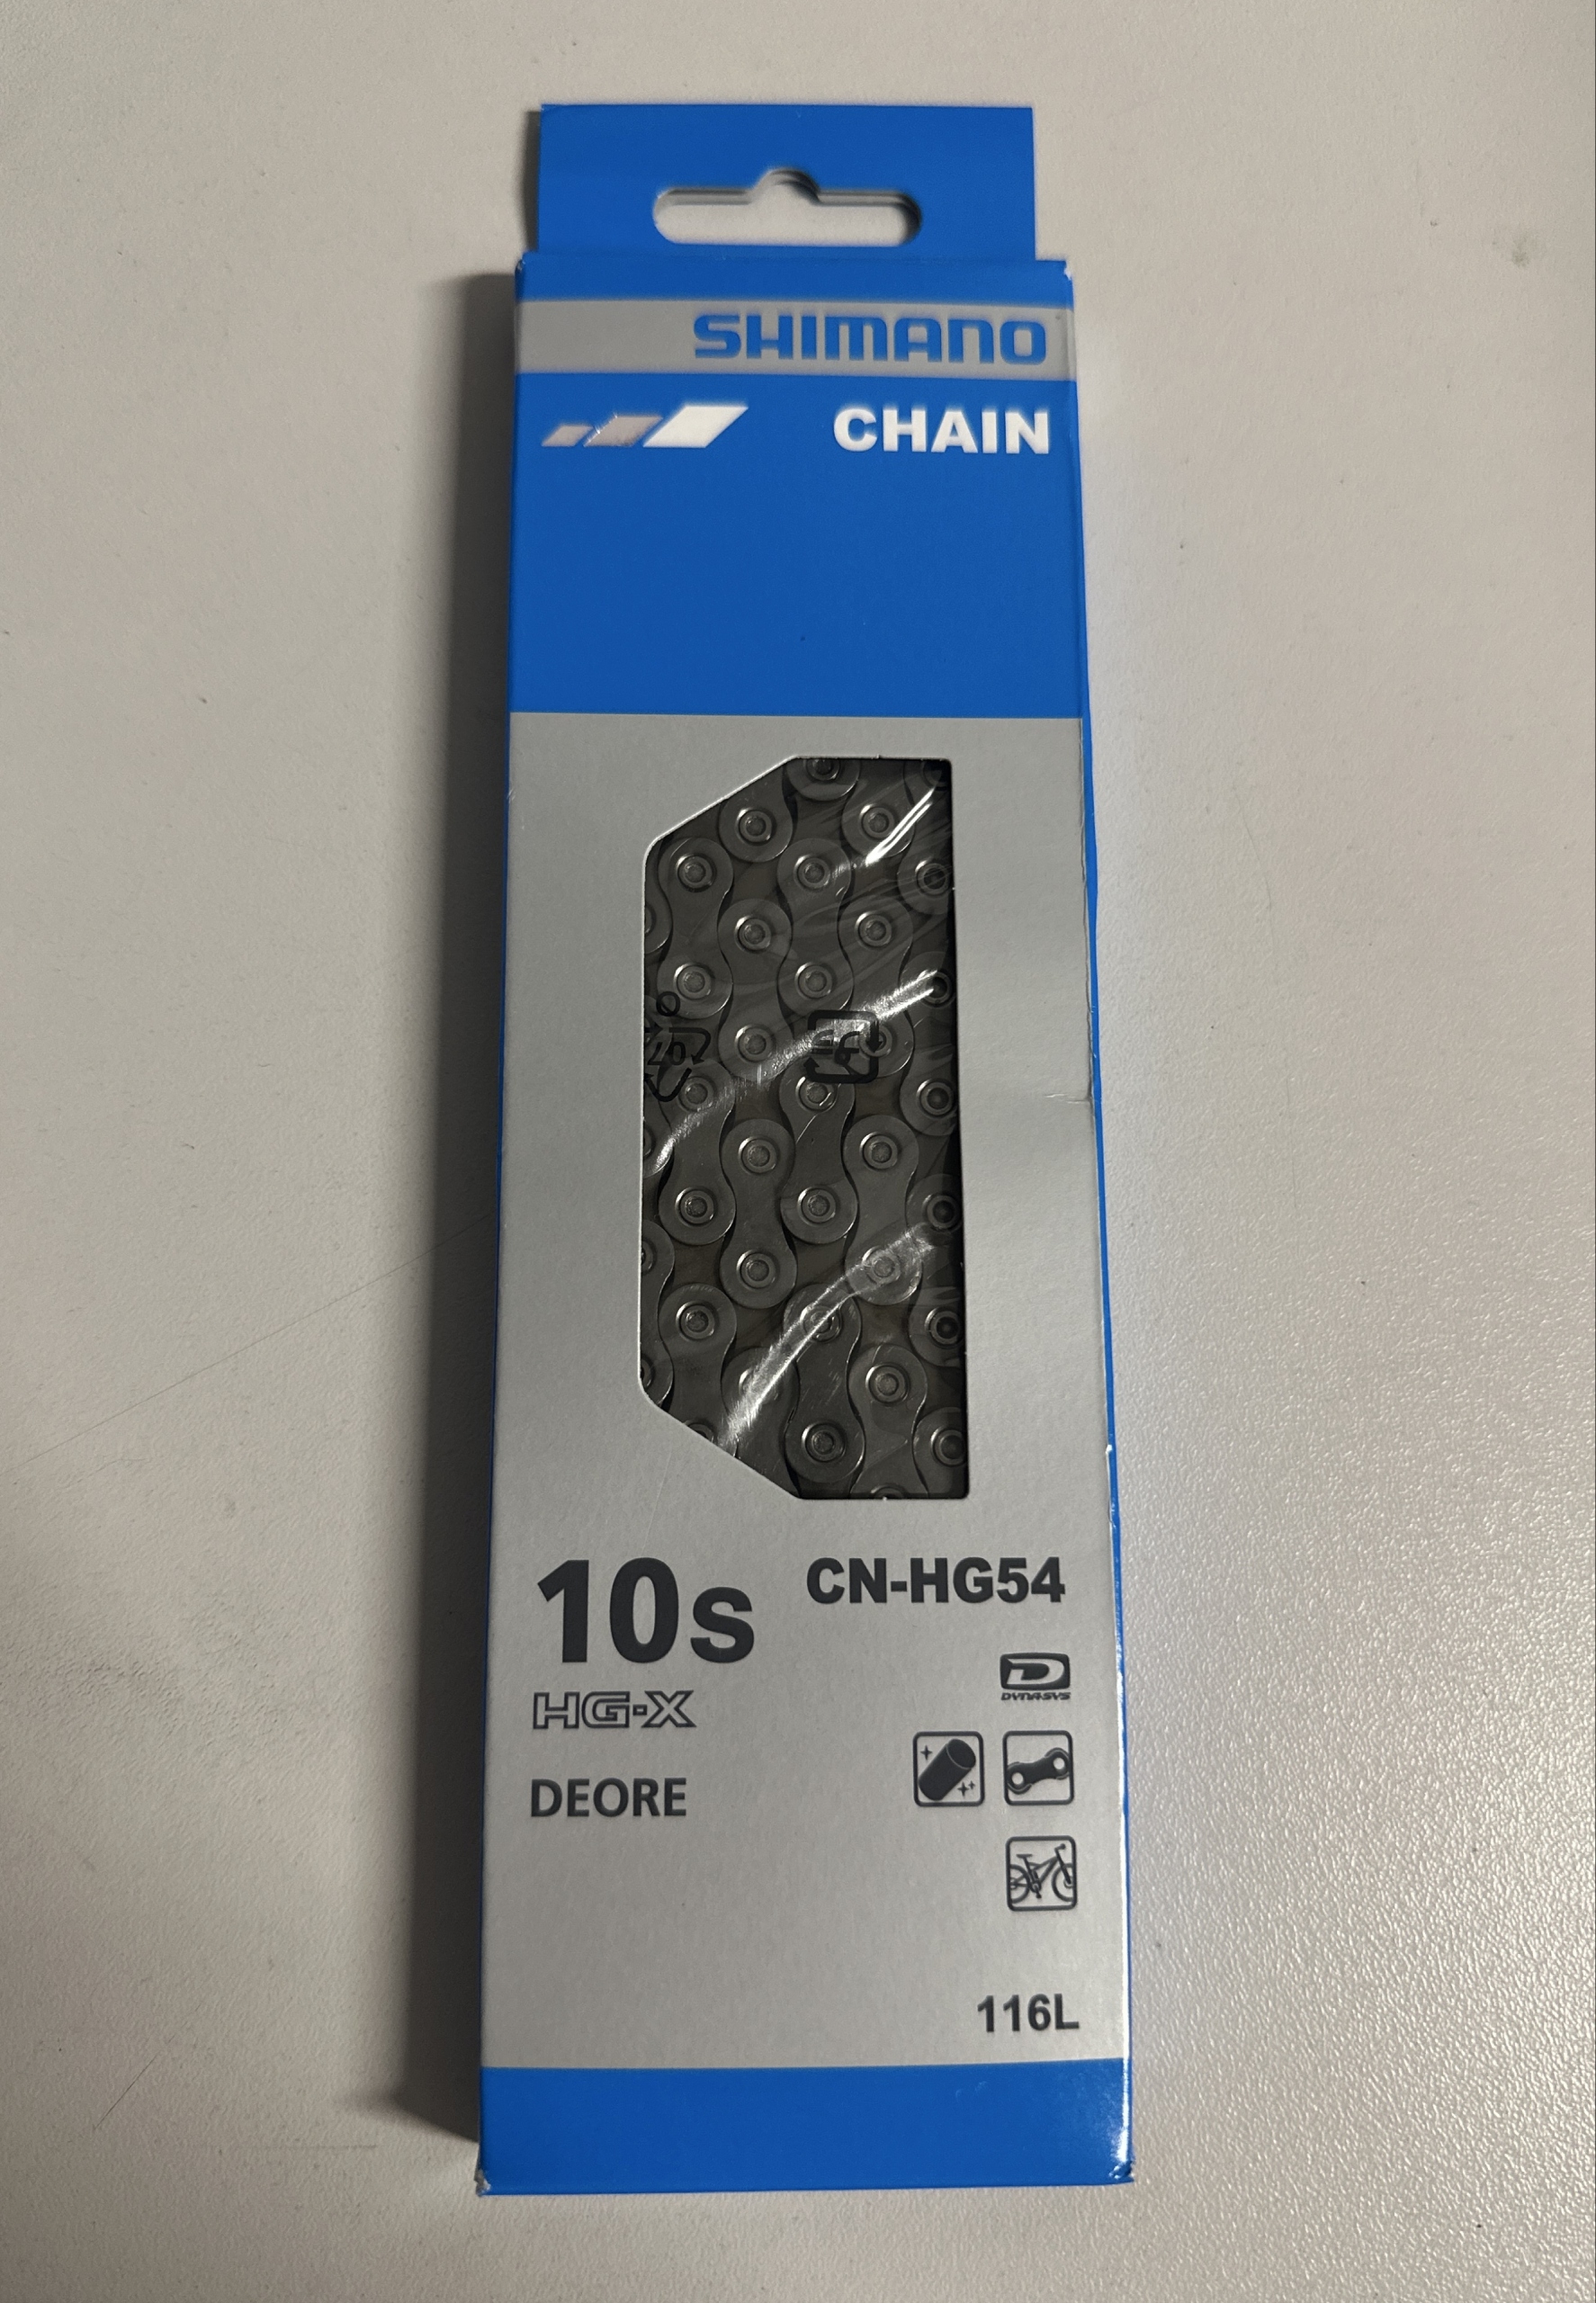 SHIMANO
CHAIN
10s
CN-HG54
HG-X
DYNA-SYS
DEORE
116L